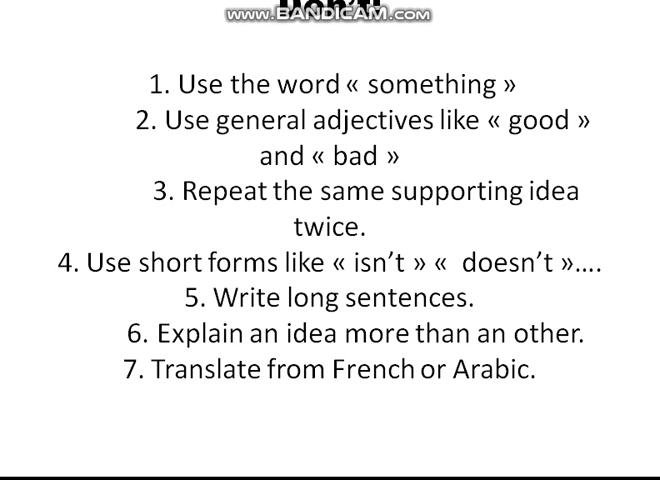 Don't!
www.BANDICAM.com
1. Use the word « something »
2. Use general adjectives like « good »
and « bad »
3. Repeat the same supporting idea
twice.
4. Use short forms like « isn’t » «  doesn’t »....
5. Write long sentences.
6. Explain an idea more than an other.
7. Translate from French or Arabic.